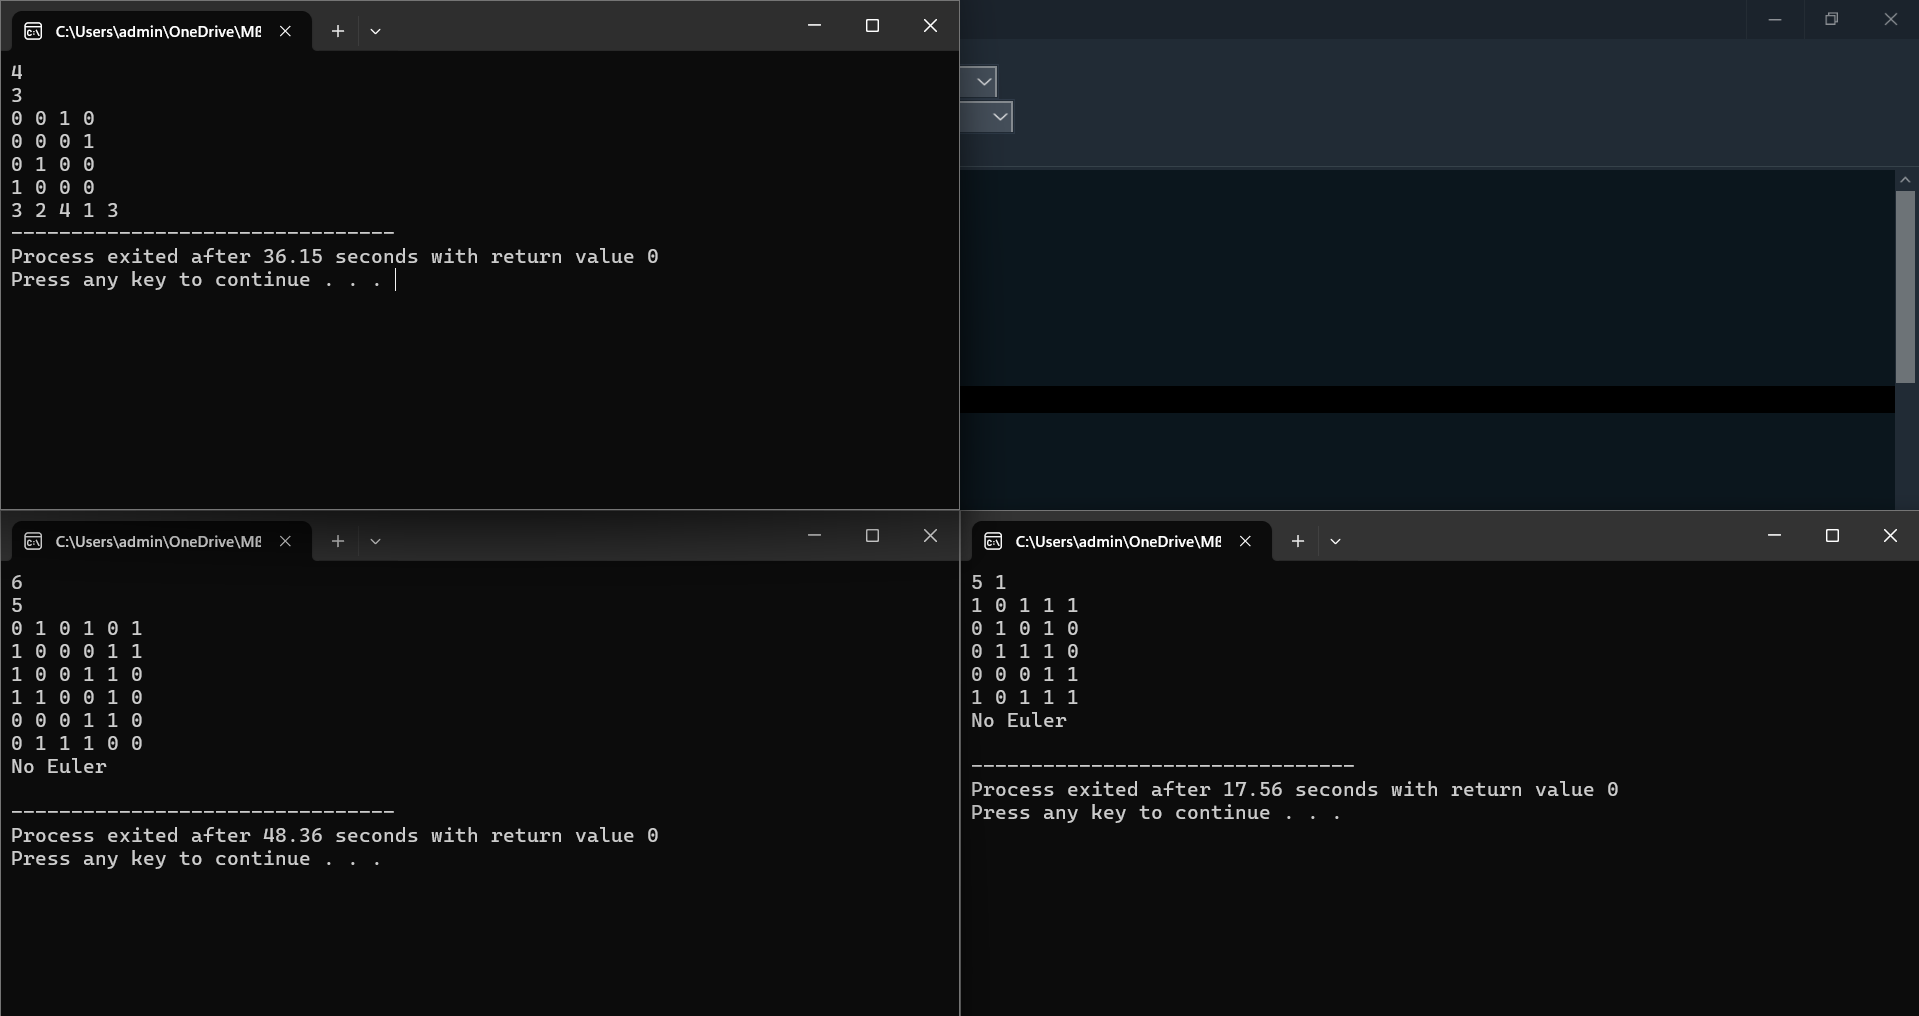 C:\Users\admin\OneDrive\Má
4
3
0 0 1 0
0 0 0 1
0 1 0 0
1 0 0 0
3 2 4 1 3
--------------------------------
Process exited after 36.15 seconds with return value 0
Press any key to continue . . .
C:\Users\admin\OneDrive\Má
6
5
0 1 0 1 0 1
1 0 0 0 1 1
1 0 0 1 1 0
1 1 0 0 1 0
0 0 0 1 1 0
0 1 1 1 0 0
No Euler
--------------------------------
Process exited after 48.36 seconds with return value 0
Press any key to continue . . .
C:\Users\admin\OneDrive\Má
5 1
1 0 1 1 1
0 1 0 1 0
0 1 1 1 0
0 0 0 1 1
1 0 1 1 1
No Euler
--------------------------------
Process exited after 17.56 seconds with return value 0
Press any key to continue . . .